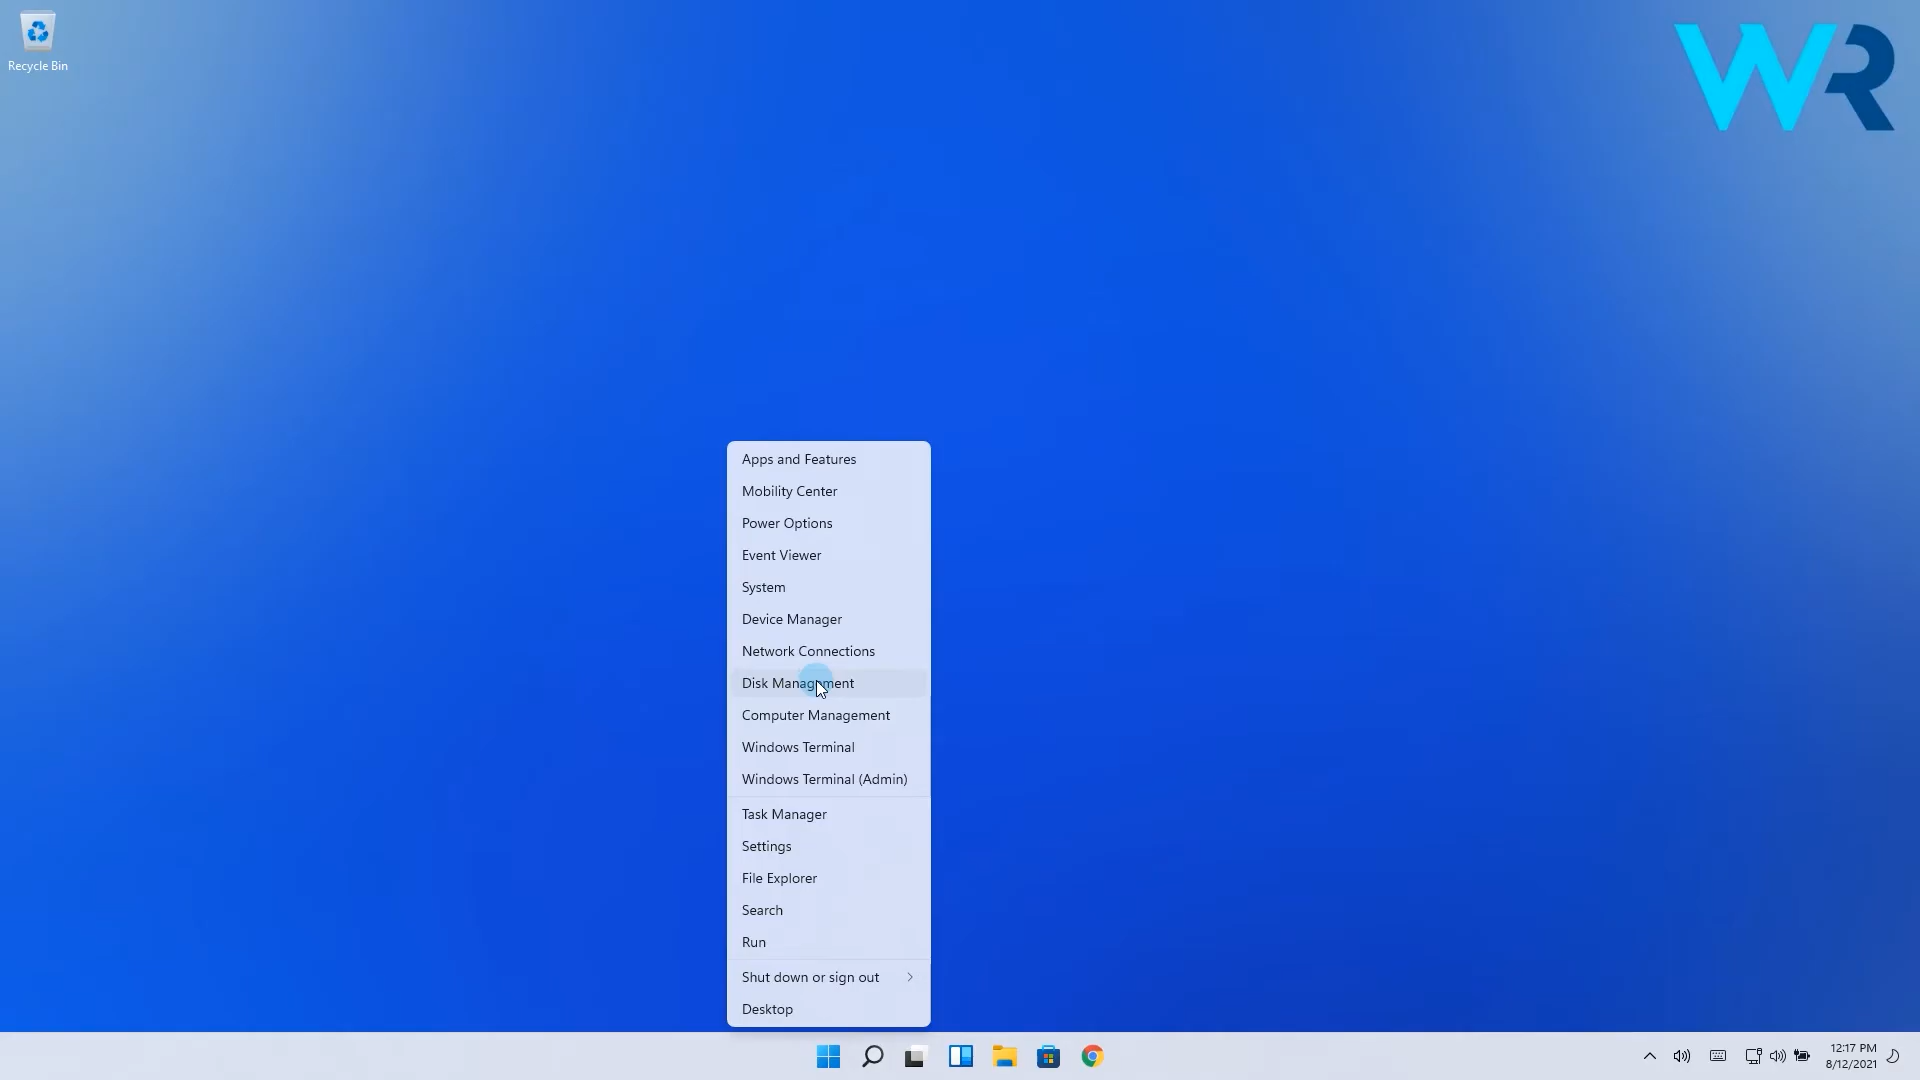 Recycle Bin
WR
Apps and Features
Mobility Center
Power Options
Event Viewer
System
Device Manager
Network Connections
Disk Management
Computer Management
Windows Terminal
Windows Terminal (Admin)
Task Manager
Settings
File Explorer
Search
Run
Shut down or sign out
Desktop
12:17 PM
8/12/2021